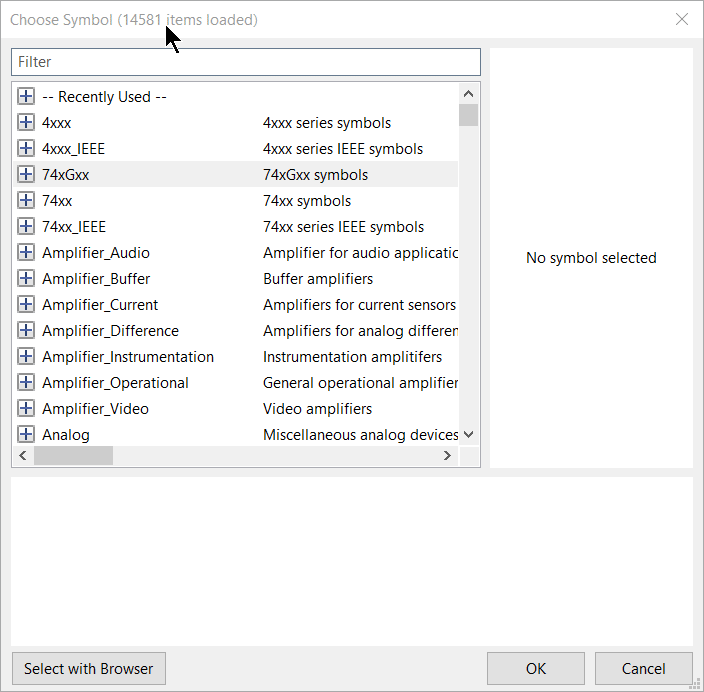 Choose Symbol (14581 items loaded)
Filter
-- Recently Used --
4xxx 4xxx series symbols
4xxx_IEEE 4xxx series IEEE symbols
74xGxx 74xGxx symbols
74xx 74xx symbols
74xx_IEEE 74xx series IEEE symbols
Amplifier_Audio Amplifier for audio applicatic
Amplifier_Buffer Buffer amplifiers
Amplifier_Current Amplifiers for current sensors
Amplifier_Difference Amplifiers for analog differen
Amplifier_Instrumentation Instrumentation amplitifers
Amplifier_Operational General operational amplifier
Amplifier_Video Video amplifiers
Analog Miscellaneous analog devices
No symbol selected
Select with Browser
OK
Cancel